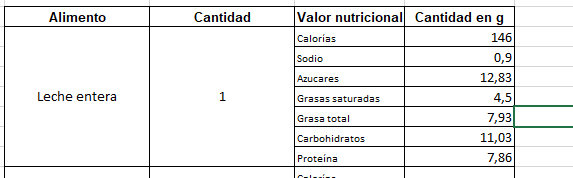 Alimento Cantidad Valor nutricional Cantidad en g
Calorías 146
Sodio 0,9
Azucares 12,83
Leche entera 1 Grasas saturadas 4,5
Grasa total 7,93
Carbohidratos 11,03
Proteína 7,86
Calorías